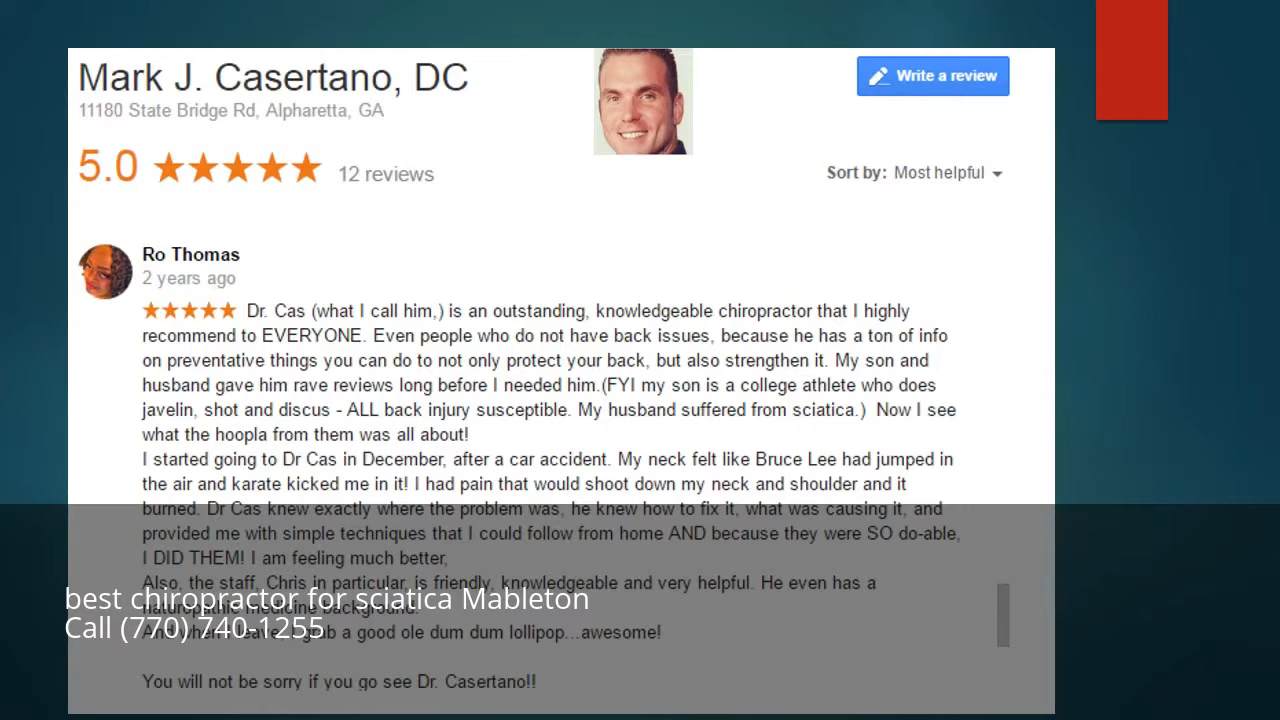 Mark J. Casertano, DC
11180 State Bridge Rd, Alpharetta, GA
Write a review
5.0 ★★★★★ 12 reviews
Sort by: Most helpful
Ro Thomas
2 years ago
★★★★★ Dr. Cas (what I call him,) is an outstanding, knowledgeable chiropractor that I highly
recommend to EVERYONE. Even people who do not have back issues, because he has a ton of info
on preventative things you can do to not only protect your back, but also strengthen it. My son and
husband gave him rave reviews long before I needed him.(FYI my son is a college athlete who does
javelin, shot and discus - ALL back injury susceptible. My husband suffered from sciatica.) Now I see
what the hoopla from them was all about!
I started going to Dr Cas in December, after a car accident. My neck felt like Bruce Lee had jumped in
the air and karate kicked me in it! I had pain that would shoot down my neck and shoulder and it
burned. Dr Cas knew exactly where the problem was, he knew how to fix it, what was causing it, and
provided me with simple techniques that I could follow from home AND because they were SO do-able,
I DID THEM! I am feeling much better,
Also, the staff, Chris in particular, is friendly, knowledgeable and very helpful. He even has a
naturopathic medicine background.
And when I leave, I grab a good ole dum dum lollipop...awesome!
You will not be sorry if you go see Dr. Casertano!!
best chiropractor for sciatica Mableton
Call (770) 740-1255